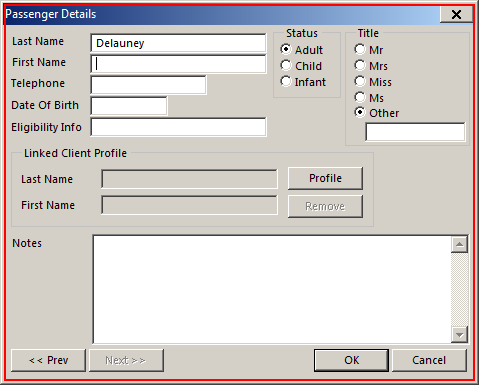 Passenger Details
Last Name Delauney
First Name
Telephone
Date Of Birth
Eligibility Info
Status
Adult
Child
Infant
Title
Mr
Mrs
Miss
Ms
Other
Linked Client Profile
Last Name Profile
First Name Remove
Notes
<< Prev Next >> OK Cancel